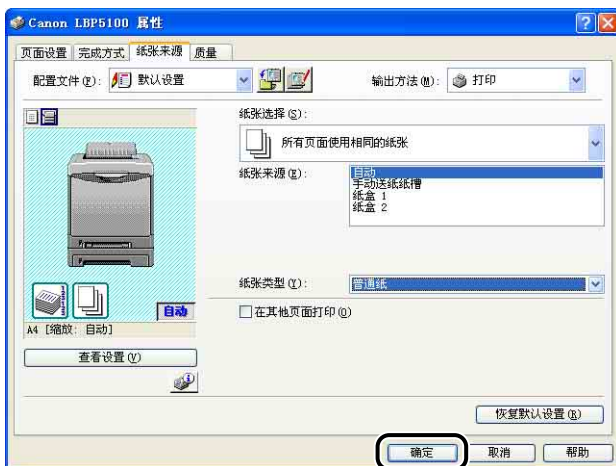 Canon LBP5100 属性
页面设置 完成方式 纸张来源 质量
配置文件(F): 默认设置 输出方法(M): 打印
纸张选择(S):
所有页面使用相同的纸张
纸张来源(E): 自动
手动送纸纸槽
纸盒 1
纸盒 2
纸张类型(Y): 普通纸
自动
在其他页面打印(O)
A4 [缩放: 自动]
查看设置(V)
恢复默认设置(R)
确定 取消 帮助